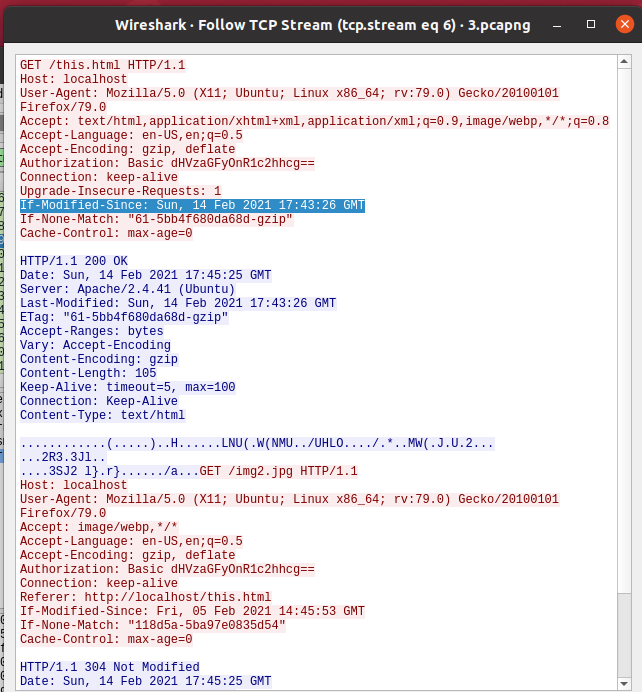 Wireshark · Follow TCP Stream (tcp.stream eq 6) · 3.pcapng
GET /this.html HTTP/1.1
Host: localhost
User-Agent: Mozilla/5.0 (X11; Ubuntu; Linux x86_64; rv:79.0) Gecko/20100101
Firefox/79.0
Accept: text/html,application/xhtml+xml,application/xml;q=0.9,image/webp,*/*;q=0.8
Accept-Language: en-US,en;q=0.5
Accept-Encoding: gzip, deflate
Authorization: Basic dHVzaGFyOnR1c2hhcg==
Connection: keep-alive
Upgrade-Insecure-Requests: 1
If-Modified-Since: Sun, 14 Feb 2021 17:43:26 GMT
If-None-Match: "61-5bb4f680da68d-gzip"
Cache-Control: max-age=0
HTTP/1.1 200 OK
Date: Sun, 14 Feb 2021 17:45:25 GMT
Server: Apache/2.4.41 (Ubuntu)
Last-Modified: Sun, 14 Feb 2021 17:43:26 GMT
ETag: "61-5bb4f680da68d-gzip"
Accept-Ranges: bytes
Vary: Accept-Encoding
Content-Encoding: gzip
Content-Length: 105
Keep-Alive: timeout=5, max=100
Connection: Keep-Alive
Content-Type: text/html
............(.....)..H......LNU(.W(NMU../UHLO..../.*..MW(.J.U.2...
...2R3.3Jl..
....3SJ2 l}.r}....../a...GET /img2.jpg HTTP/1.1
Host: localhost
User-Agent: Mozilla/5.0 (X11; Ubuntu; Linux x86_64; rv:79.0) Gecko/20100101
Firefox/79.0
Accept: image/webp,*/*
Accept-Language: en-US,en;q=0.5
Accept-Encoding: gzip, deflate
Authorization: Basic dHVzaGFyOnR1c2hhcg==
Connection: keep-alive
Referer: http://localhost/this.html
If-Modified-Since: Fri, 05 Feb 2021 14:45:53 GMT
If-None-Match: "118d5a-5ba97e0835d54"
Cache-Control: max-age=0
HTTP/1.1 304 Not Modified
Date: Sun, 14 Feb 2021 17:45:25 GMT